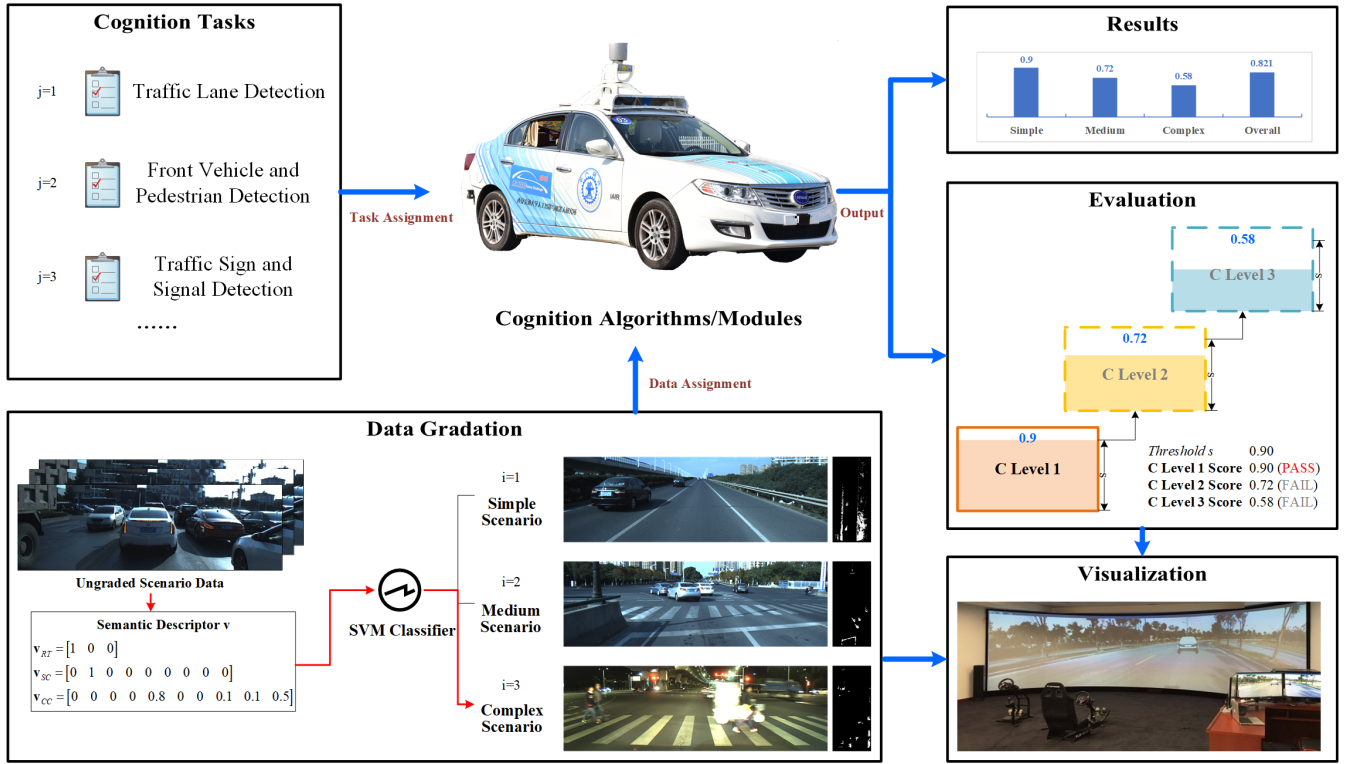 Cognition Tasks
j=1
Traffic Lane Detection
j=2
Front Vehicle and
Pedestrian Detection
j=3
Traffic Sign and
Signal Detection
......
Task Assignment
Cognition Algorithms/Modules
Output
Data Assignment
Results
0.9
0.72
0.58
0.821
Simple
Medium
Complex
Overall
Evaluation
0.58
C Level 3
s
0.72
C Level 2
s
0.9
C Level 1
s
Threshold s 0.90
C Level 1 Score 0.90 (PASS)
C Level 2 Score 0.72 (FAIL)
C Level 3 Score 0.58 (FAIL)
Data Gradation
Ungraded Scenario Data
Semantic Descriptor v
v_RT = [1 0 0]
v_SC = [0 1 0 0 0 0 0 0 0]
v_CC = [0 0 0 0 0.8 0 0 0.1 0.1 0.5]
SVM Classifier
i=1
Simple
Scenario
i=2
Medium
Scenario
i=3
Complex
Scenario
Visualization